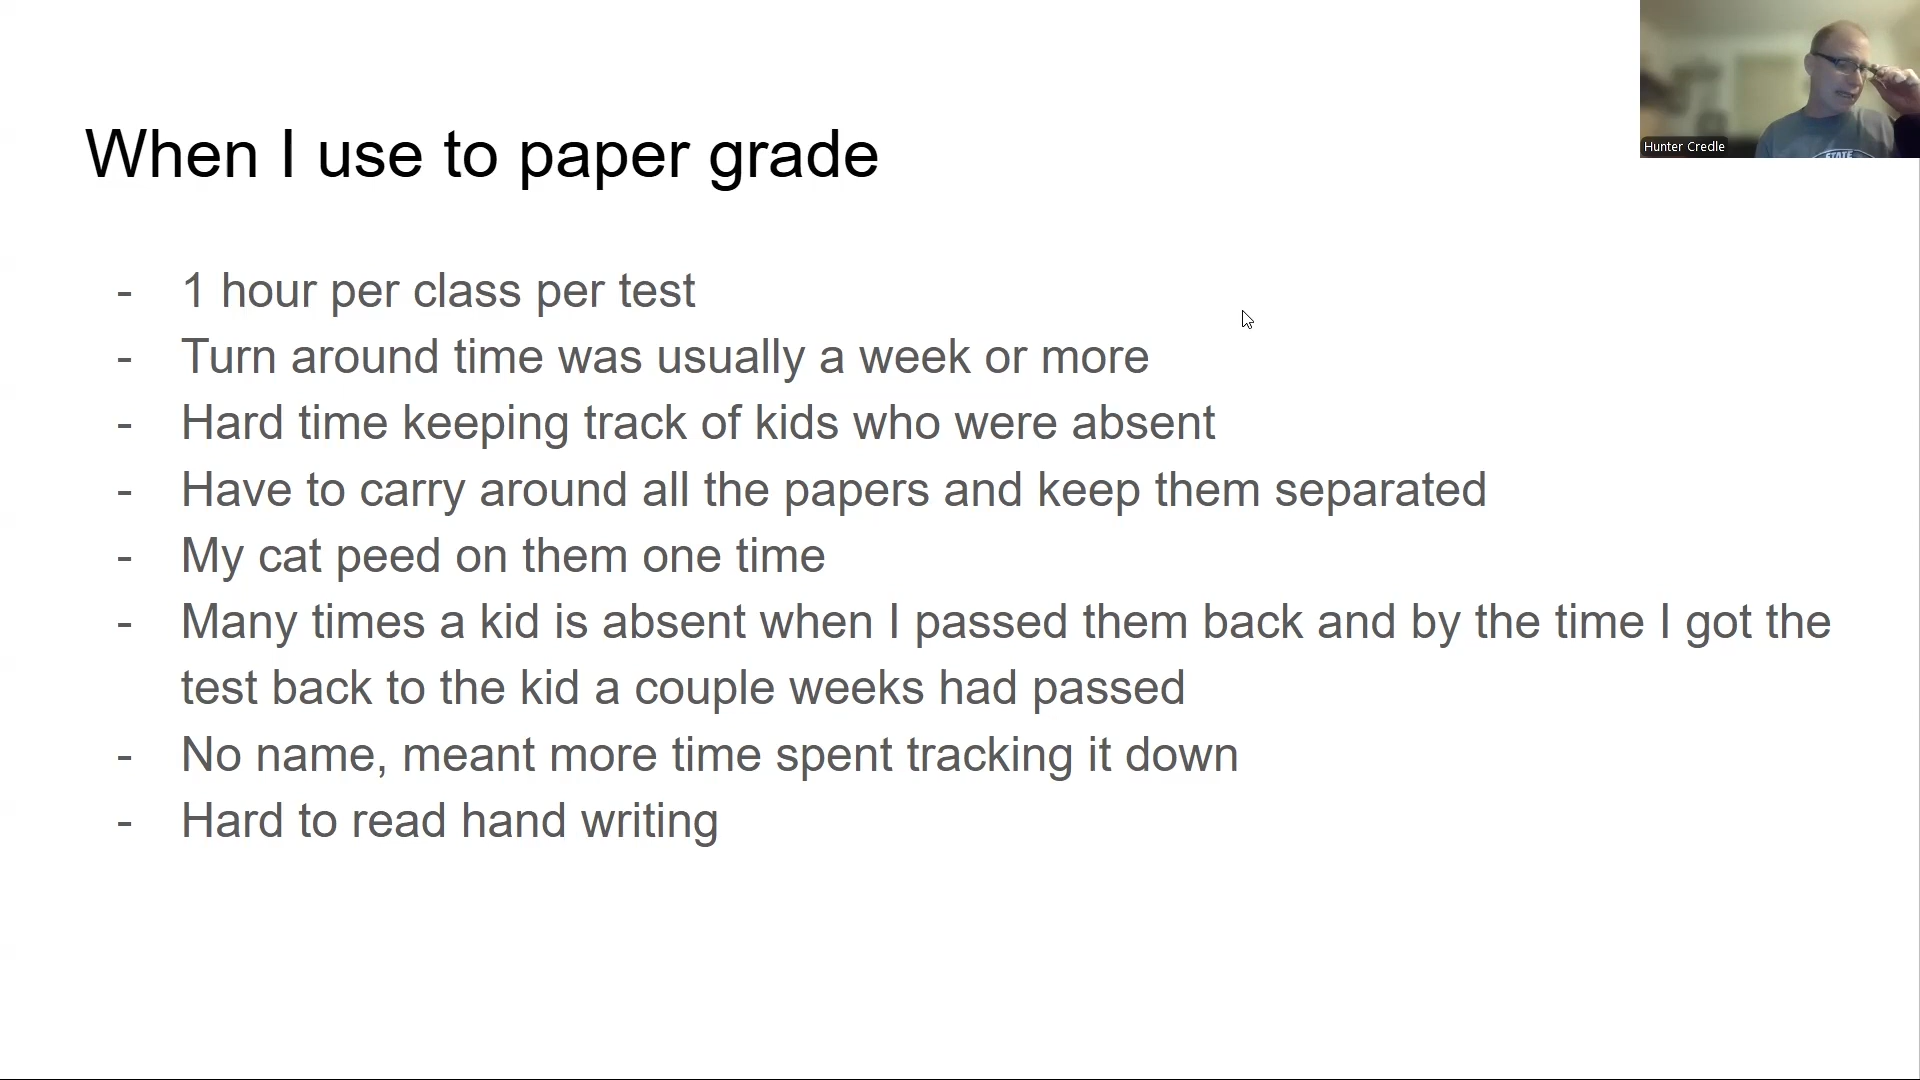 When I use to paper grade
- 1 hour per class per test
- Turn around time was usually a week or more
- Hard time keeping track of kids who were absent
- Have to carry around all the papers and keep them separated
- My cat peed on them one time
- Many times a kid is absent when I passed them back and by the time I got the
test back to the kid a couple weeks had passed
- No name, meant more time spent tracking it down
- Hard to read hand writing
Hunter Credle
STATE